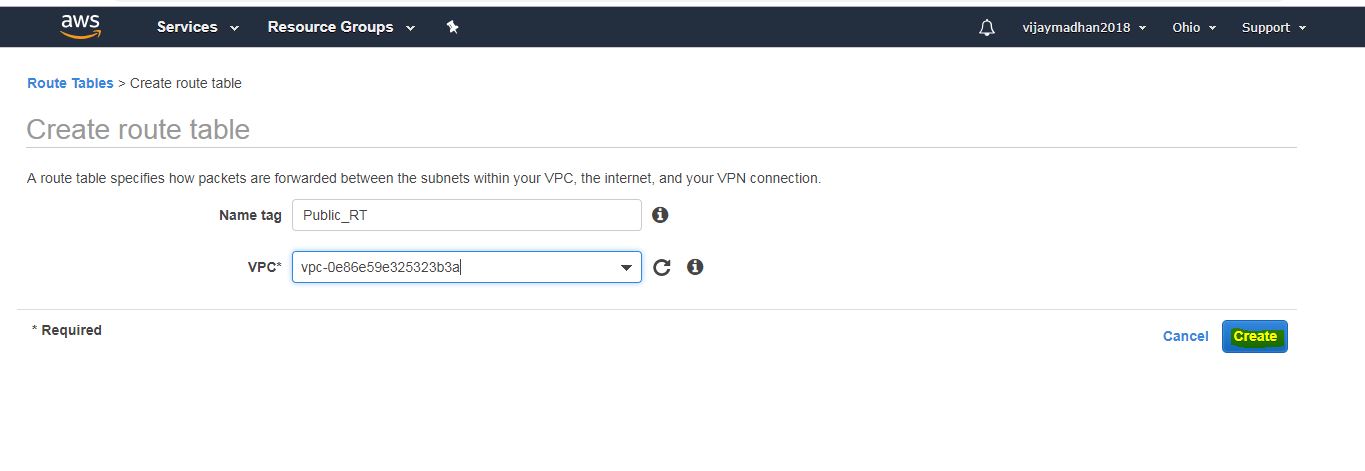 aws Services Resource Groups vijaymadhan2018 Ohio Support
Route Tables > Create route table
Create route table
A route table specifies how packets are forwarded between the subnets within your VPC, the internet, and your VPN connection.
Name tag Public_RT
VPC* vpc-0e86e59e325323b3a
* Required
Cancel Create